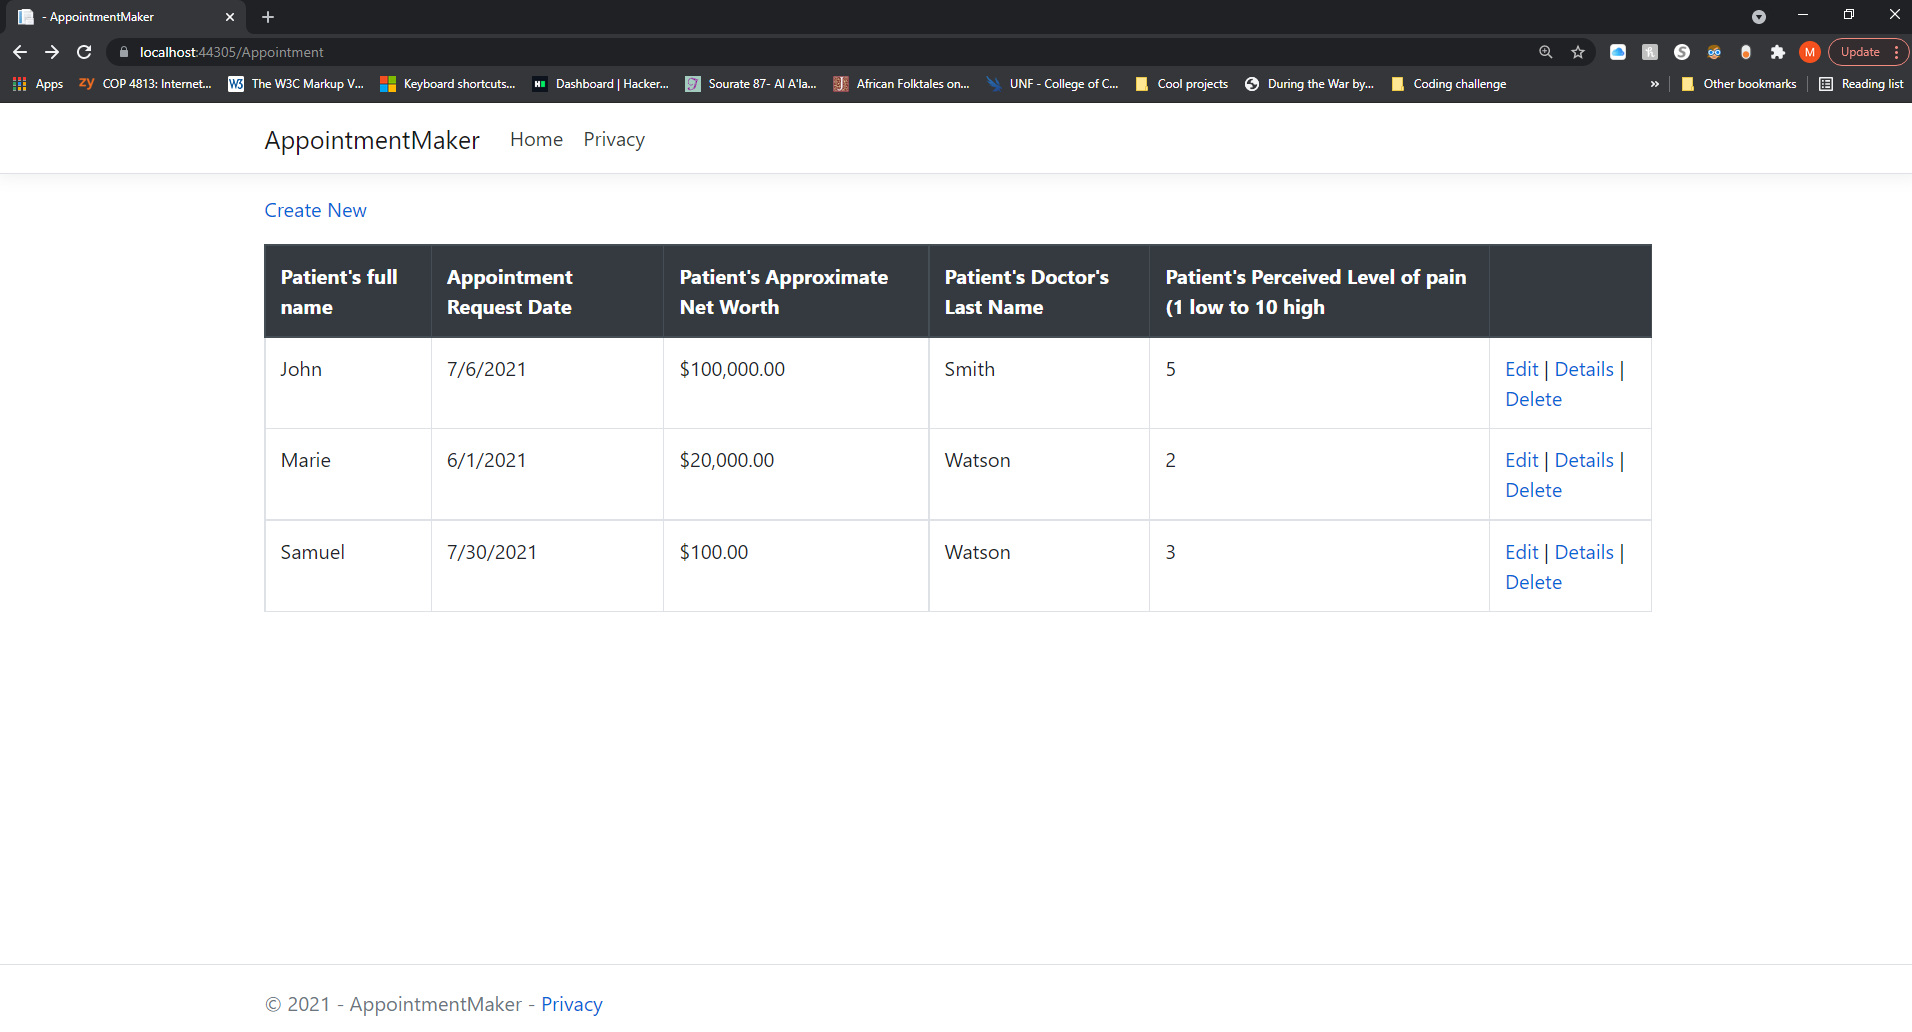 - AppointmentMaker
localhost:44305/Appointment
M
Update
Apps
zy COP 4813: Internet...
W3 The W3C Markup V...
Keyboard shortcuts...
Dashboard | Hacker...
Sourate 87- Al A'la...
African Folktales on...
UNF - College of C...
Cool projects
During the War by...
Coding challenge
»
Other bookmarks
Reading list
AppointmentMaker
Home
Privacy
Create New
Patient's full
name
Appointment
Request Date
Patient's Approximate
Net Worth
Patient's Doctor's
Last Name
Patient's Perceived Level of pain
(1 low to 10 high
John
7/6/2021
$100,000.00
Smith
5
Edit | Details |
Delete
Marie
6/1/2021
$20,000.00
Watson
2
Edit | Details |
Delete
Samuel
7/30/2021
$100.00
Watson
3
Edit | Details |
Delete
© 2021 - AppointmentMaker - Privacy